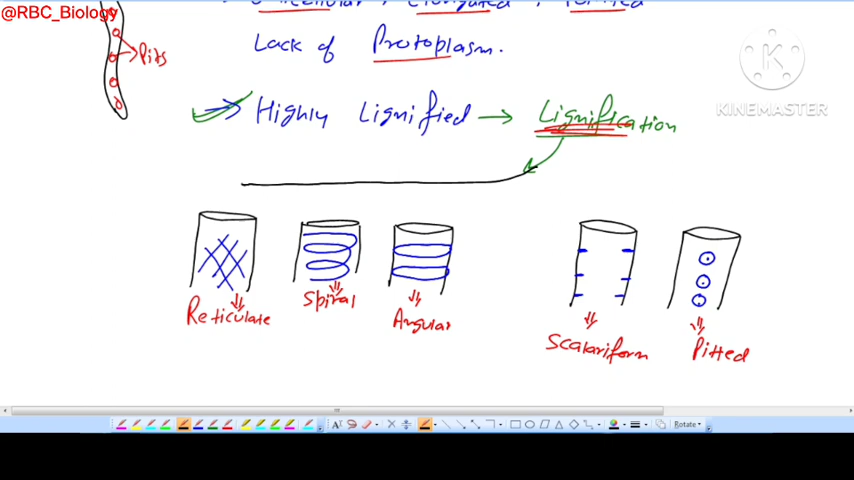 @RBC_Biology
Pits
Lack of Protoplasm.
Highly Lignified → Lignification
KINEMASTER
Reticulate
Spiral
Angular
Scalariform
Pitted
Rotate